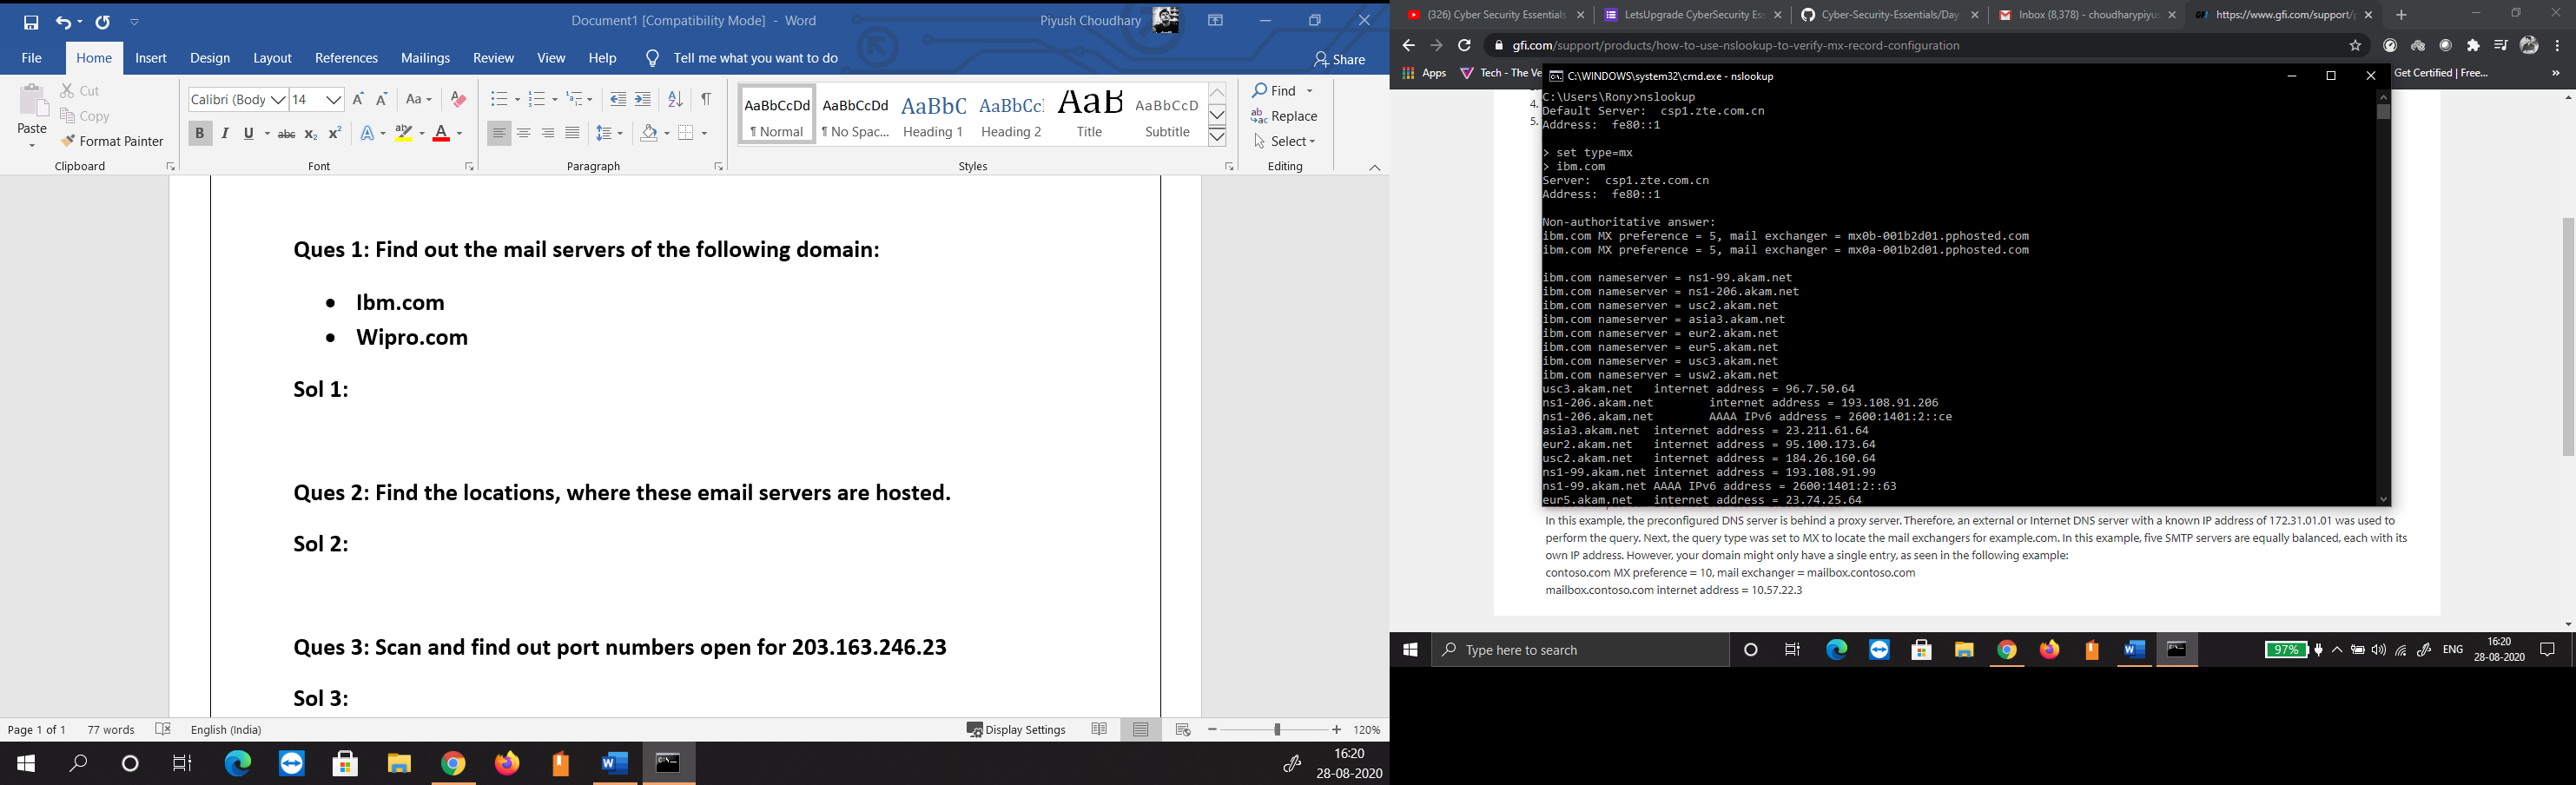 Document1 [Compatibility Mode] - Word
Piyush Choudhary
File Home Insert Design Layout References Mailings Review View Help Tell me what you want to do Share
Paste
Cut
Copy
Format Painter
Clipboard
Calibri (Body 14
Font
Paragraph
AaBbCcDd AaBbCcDd AaBbC AaBbCc AaB AaBbCcD
¶ Normal ¶ No Spac... Heading 1 Heading 2 Title Subtitle
Styles
Find
Replace
Select
Editing
Ques 1: Find out the mail servers of the following domain:
• Ibm.com
• Wipro.com
Sol 1:
Ques 2: Find the locations, where these email servers are hosted.
Sol 2:
Ques 3: Scan and find out port numbers open for 203.163.246.23
Sol 3:
Page 1 of 1 77 words English (India) Display Settings 120%
16:20
28-08-2020
(326) Cyber Security Essentials
LetsUpgrade CyberSecurity Ess
Cyber-Security-Essentials/Day
Inbox (8,378) - choudharypiyus
https://www.gfi.com/support/p
gfi.com/support/products/how-to-use-nslookup-to-verify-mx-record-configuration
Apps Tech - The Ve
Get Certified | Free...
4.
5.
C:\WINDOWS\system32\cmd.exe - nslookup
C:\Users\Rony>nslookup
Default Server: csp1.zte.com.cn
Address: fe80::1
> set type=mx
> ibm.com
Server: csp1.zte.com.cn
Address: fe80::1
Non-authoritative answer:
ibm.com MX preference = 5, mail exchanger = mx0b-001b2d01.pphosted.com
ibm.com MX preference = 5, mail exchanger = mx0a-001b2d01.pphosted.com
ibm.com nameserver = ns1-99.akam.net
ibm.com nameserver = ns1-206.akam.net
ibm.com nameserver = usc2.akam.net
ibm.com nameserver = asia3.akam.net
ibm.com nameserver = eur2.akam.net
ibm.com nameserver = eur5.akam.net
ibm.com nameserver = usc3.akam.net
ibm.com nameserver = usw2.akam.net
usc3.akam.net internet address = 96.7.50.64
ns1-206.akam.net internet address = 193.108.91.206
ns1-206.akam.net AAAA IPv6 address = 2600:1401:2::ce
asia3.akam.net internet address = 23.211.61.64
eur2.akam.net internet address = 95.100.173.64
usc2.akam.net internet address = 184.26.160.64
ns1-99.akam.net internet address = 193.108.91.99
ns1-99.akam.net AAAA IPv6 address = 2600:1401:2::63
eur5.akam.net internet address = 23.74.25.64
In this example, the preconfigured DNS server is behind a proxy server. Therefore, an external or Internet DNS server with a known IP address of 172.31.01.01 was used to
perform the query. Next, the query type was set to MX to locate the mail exchangers for example.com. In this example, five SMTP servers are equally balanced, each with its
own IP address. However, your domain might only have a single entry, as seen in the following example:
contoso.com MX preference = 10, mail exchanger = mailbox.contoso.com
mailbox.contoso.com internet address = 10.57.22.3
Type here to search
97%
ENG
16:20
28-08-2020